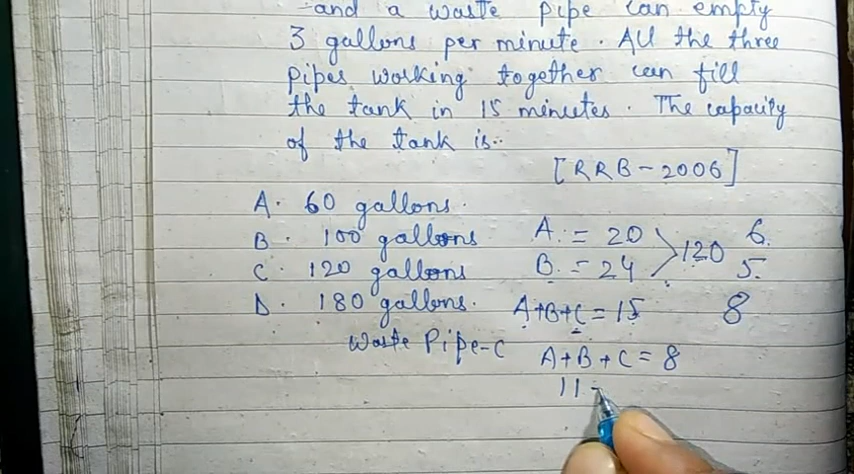 and a waste pipe can empty
3 gallons per minute. All the three
pipes working together can fill
the tank in 15 minutes. The capacity
of the tank is..
[RRB-2006]
A. 60 gallons.
B. 100 gallons
C. 120 gallons
D. 180 gallons.
A. = 20
B. = 24
120
6.
5.
A+B+C = 15
8
Waste Pipe-C
A+B+C = 8
11-